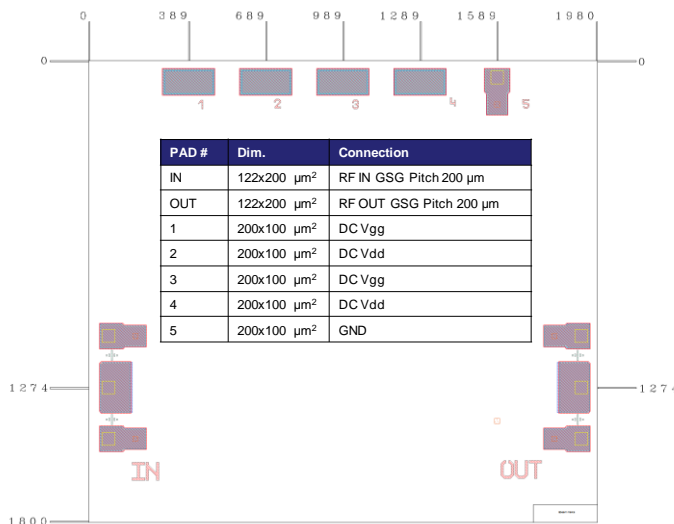 0 389 689 989 1289 1589 1980
0 0
1 2 3 4 5
PAD # Dim. Connection
IN 122x200 µm² RF IN GSG Pitch 200 µm
OUT 122x200 µm² RF OUT GSG Pitch 200 µm
1 200x100 µm² DC Vgg
2 200x100 µm² DC Vdd
3 200x100 µm² DC Vgg
4 200x100 µm² DC Vdd
5 200x100 µm² GND
1274 1274
IN OUT
1800